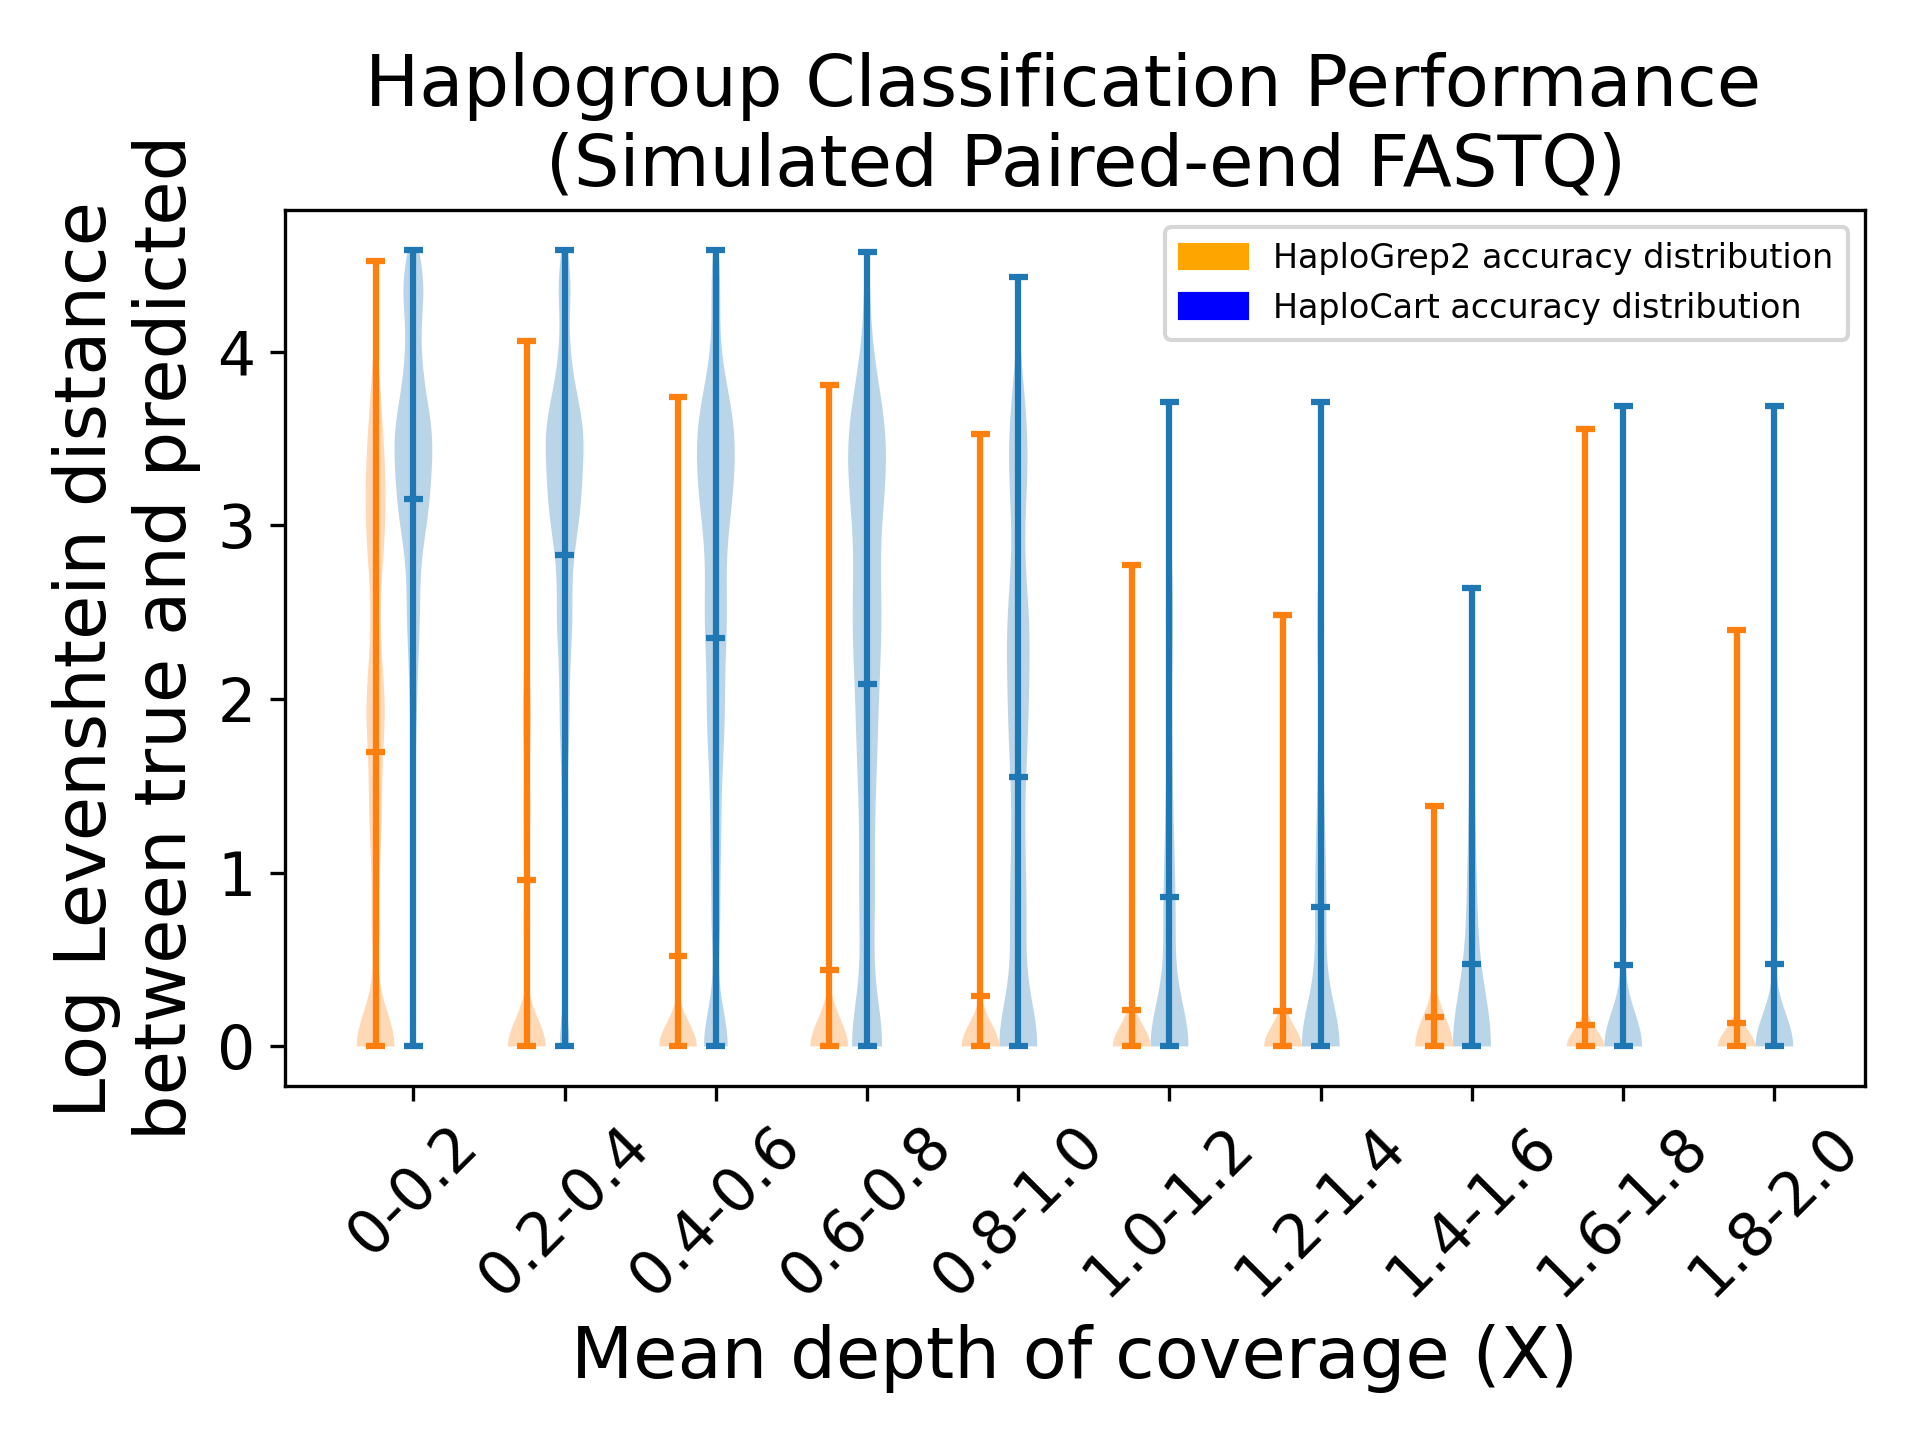 Haplogroup Classification Performance
(Simulated Paired-end FASTQ)
HaploGrep2 accuracy distribution
HaploCart accuracy distribution
Log Levenshtein distance
between true and predicted
4
3
2
1
0
0-0.2
0.2-0.4
0.4-0.6
0.6-0.8
0.8-1.0
1.0-1.2
1.2-1.4
1.4-1.6
1.6-1.8
1.8-2.0
Mean depth of coverage (X)